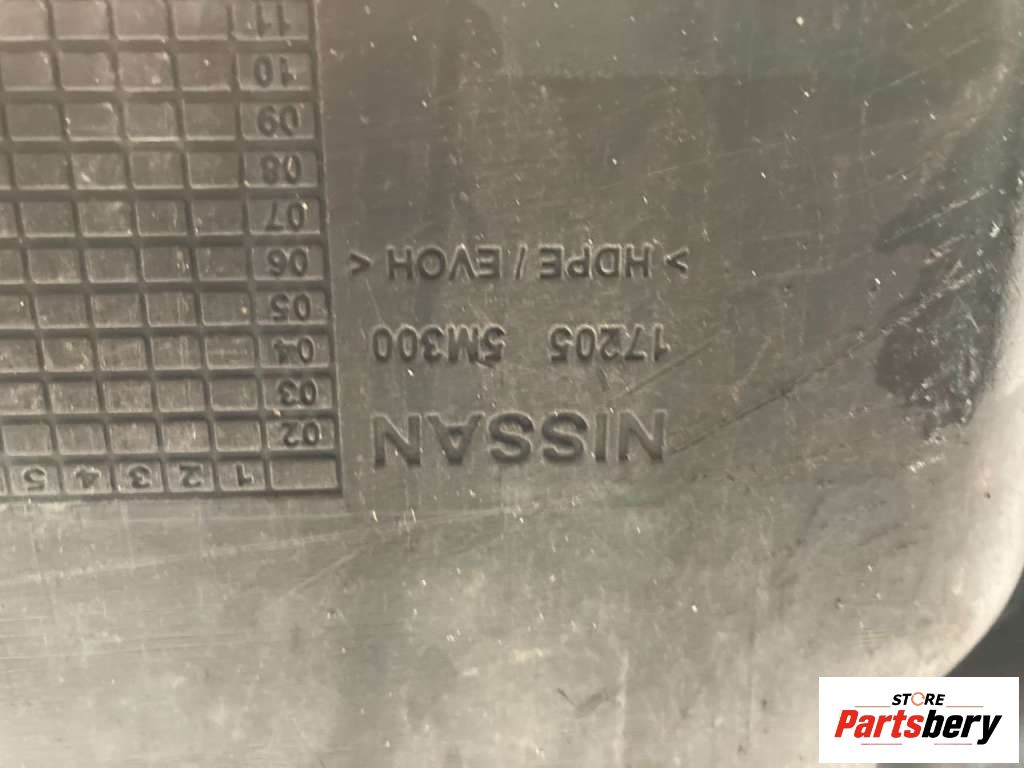 NISSAN
17205 5M300
> HDPE / EVOH <
1 2 3 4 5
02
03
04
05
06
07
08
09
10
11
STORE
Partsbery